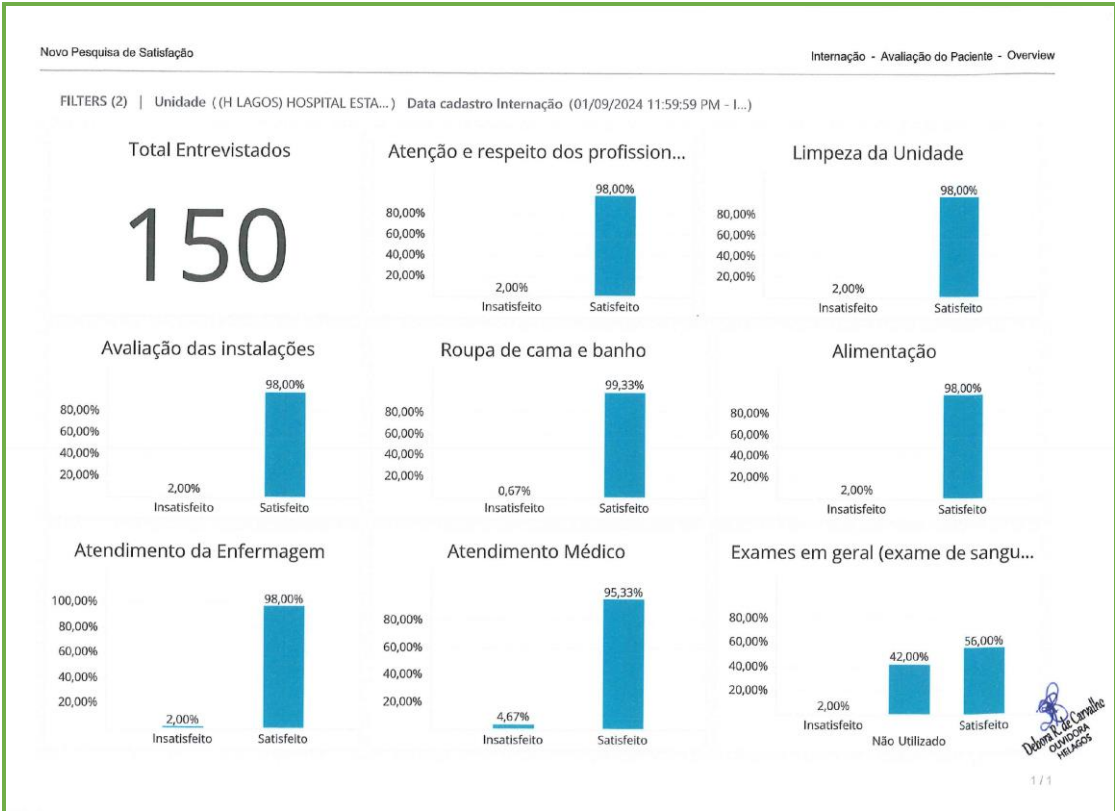 Novo Pesquisa de Satisfação
Internação - Avaliação do Paciente - Overview
FILTERS (2) | Unidade ((H LAGOS) HOSPITAL ESTA...) Data cadastro Internação (01/09/2024 11:59:59 PM - I...)
Total Entrevistados
150
Atenção e respeito dos profission...
98,00%
80,00%
60,00%
40,00%
20,00%
2,00%
Insatisfeito
Satisfeito
Limpeza da Unidade
98,00%
80,00%
60,00%
40,00%
20,00%
2,00%
Insatisfeito
Satisfeito
Avaliação das instalações
98,00%
80,00%
60,00%
40,00%
20,00%
2,00%
Insatisfeito
Satisfeito
Roupa de cama e banho
99,33%
80,00%
60,00%
40,00%
20,00%
0,67%
Insatisfeito
Satisfeito
Alimentação
98,00%
80,00%
60,00%
40,00%
20,00%
2,00%
Insatisfeito
Satisfeito
Atendimento da Enfermagem
100,00%
98,00%
80,00%
60,00%
40,00%
20,00%
2,00%
Insatisfeito
Satisfeito
Atendimento Médico
95,33%
80,00%
60,00%
40,00%
20,00%
4,67%
Insatisfeito
Satisfeito
Exames em geral (exame de sangu...
80,00%
60,00%
56,00%
42,00%
40,00%
20,00%
2,00%
Insatisfeito
Não Utilizado
Satisfeito
Debora R. de Carvalho
OUVIDORA
HELAGOS
1 / 1